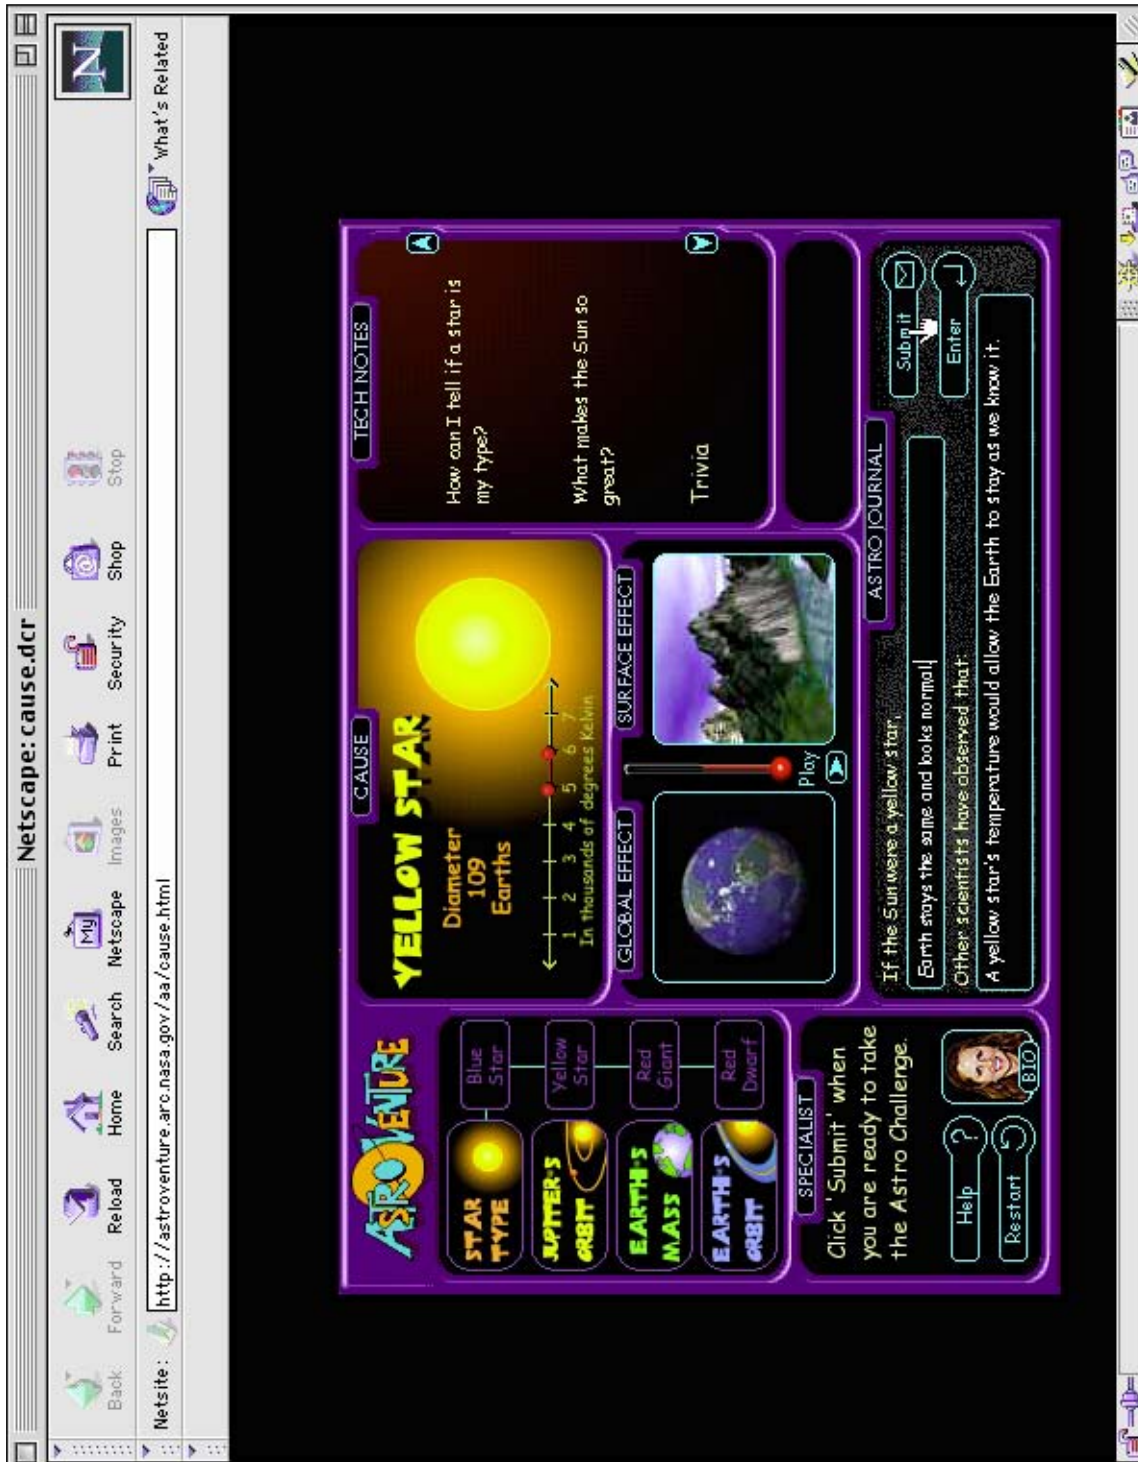 Netscape: cause.dcr
Back Forward Reload Home Search Netscape Images Print Security Shop Stop
My
N
Netsite: http://astroventure.arc.nasa.gov/aa/cause.html What's Related
ASTROVENTURE
STAR TYPE
JUPITER'S ORBIT
EARTH'S MASS
EARTH'S ORBIT
Blue Star
Yellow Star
Red Giant
Red Dwarf
CAUSE
YELLOW STAR
Diameter
109
Earths
1 2 3 4 5 6 7
In thousands of degrees Kelvin
TECH NOTES
How can I tell if a star is
my type?
What makes the Sun so
great?
Trivia
GLOBAL EFFECT
Play
SURFACE EFFECT
SPECIALIST
Click 'Submit' when
you are ready to take
the Astro Challenge.
Help ?
Restart
BIO
ASTRO JOURNAL
If the Sun were a yellow star,
Earth stays the same and looks normal
Submit
Enter
Other scientists have observed that:
A yellow star's temperature would allow the Earth to stay as we know it.